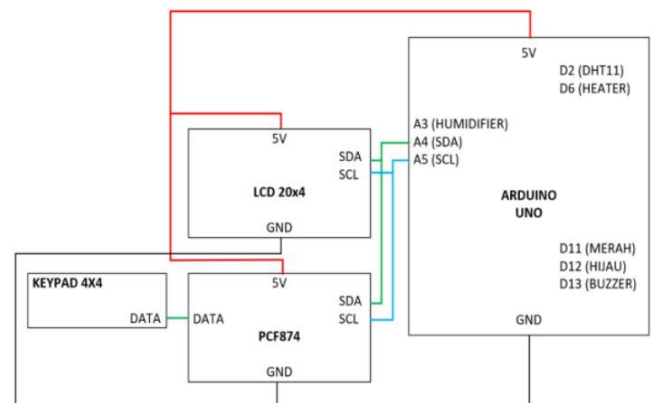 5V
D2 (DHT11)
D6 (HEATER)
A3 (HUMIDIFIER)
A4 (SDA)
A5 (SCL)
ARDUINO
UNO
D11 (MERAH)
D12 (HIJAU)
D13 (BUZZER)
GND
5V
SDA
SCL
LCD 20x4
GND
KEYPAD 4X4
DATA
5V
SDA
DATA
SCL
PCF874
GND